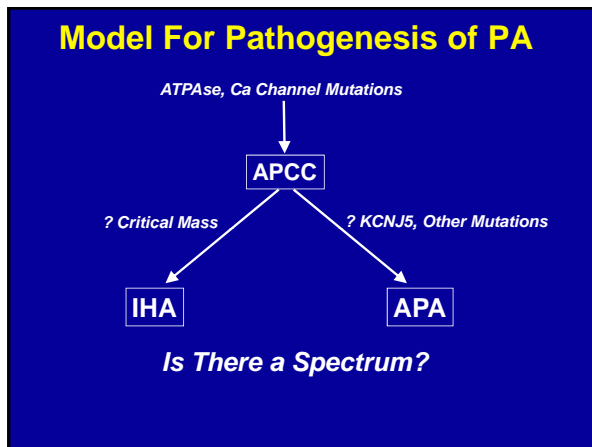 Model For Pathogenesis of PA
ATPAse, Ca Channel Mutations
APCC
? Critical Mass
? KCNJ5, Other Mutations
IHA
APA
Is There a Spectrum?